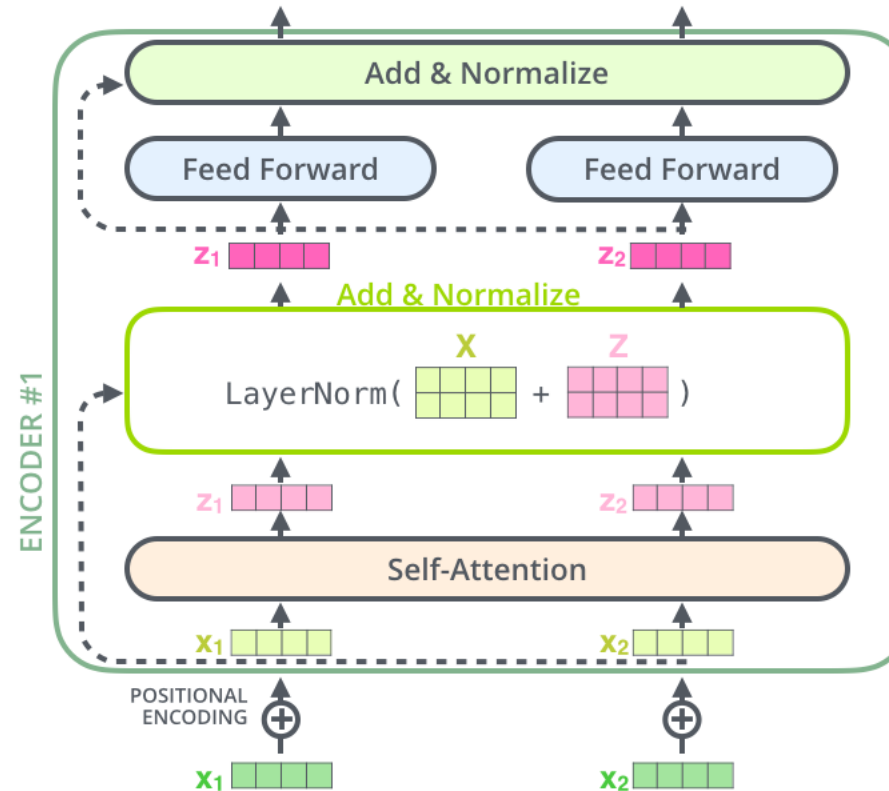 Add & Normalize
Feed Forward Feed Forward
z1 z2
Add & Normalize
X Z
LayerNorm( + )
ENCODER #1
z1 z2
Self-Attention
x1 x2
POSITIONAL
ENCODING
x1 x2